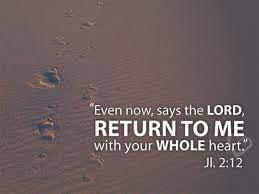 “Even now, says the LORD,
RETURN TO ME
with your WHOLE heart.”
Jl. 2:12